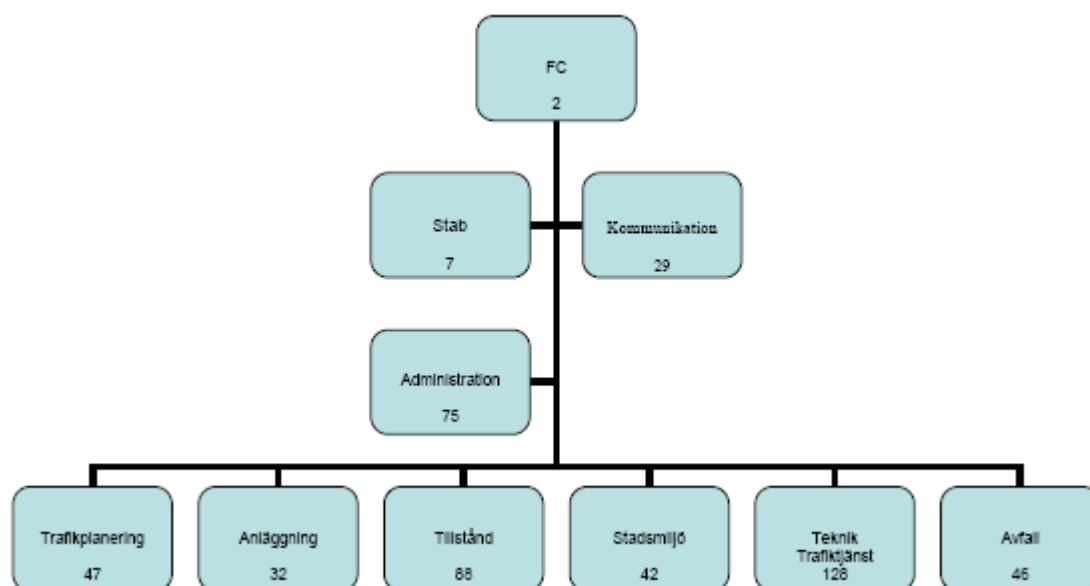 FC
2
Stab
7
Kommunikation
29
Administration
75
Trafikplanering
47
Anläggning
32
Tillstånd
88
Stadsmiljö
42
Teknik
Trafiktjänst
128
Avfall
46